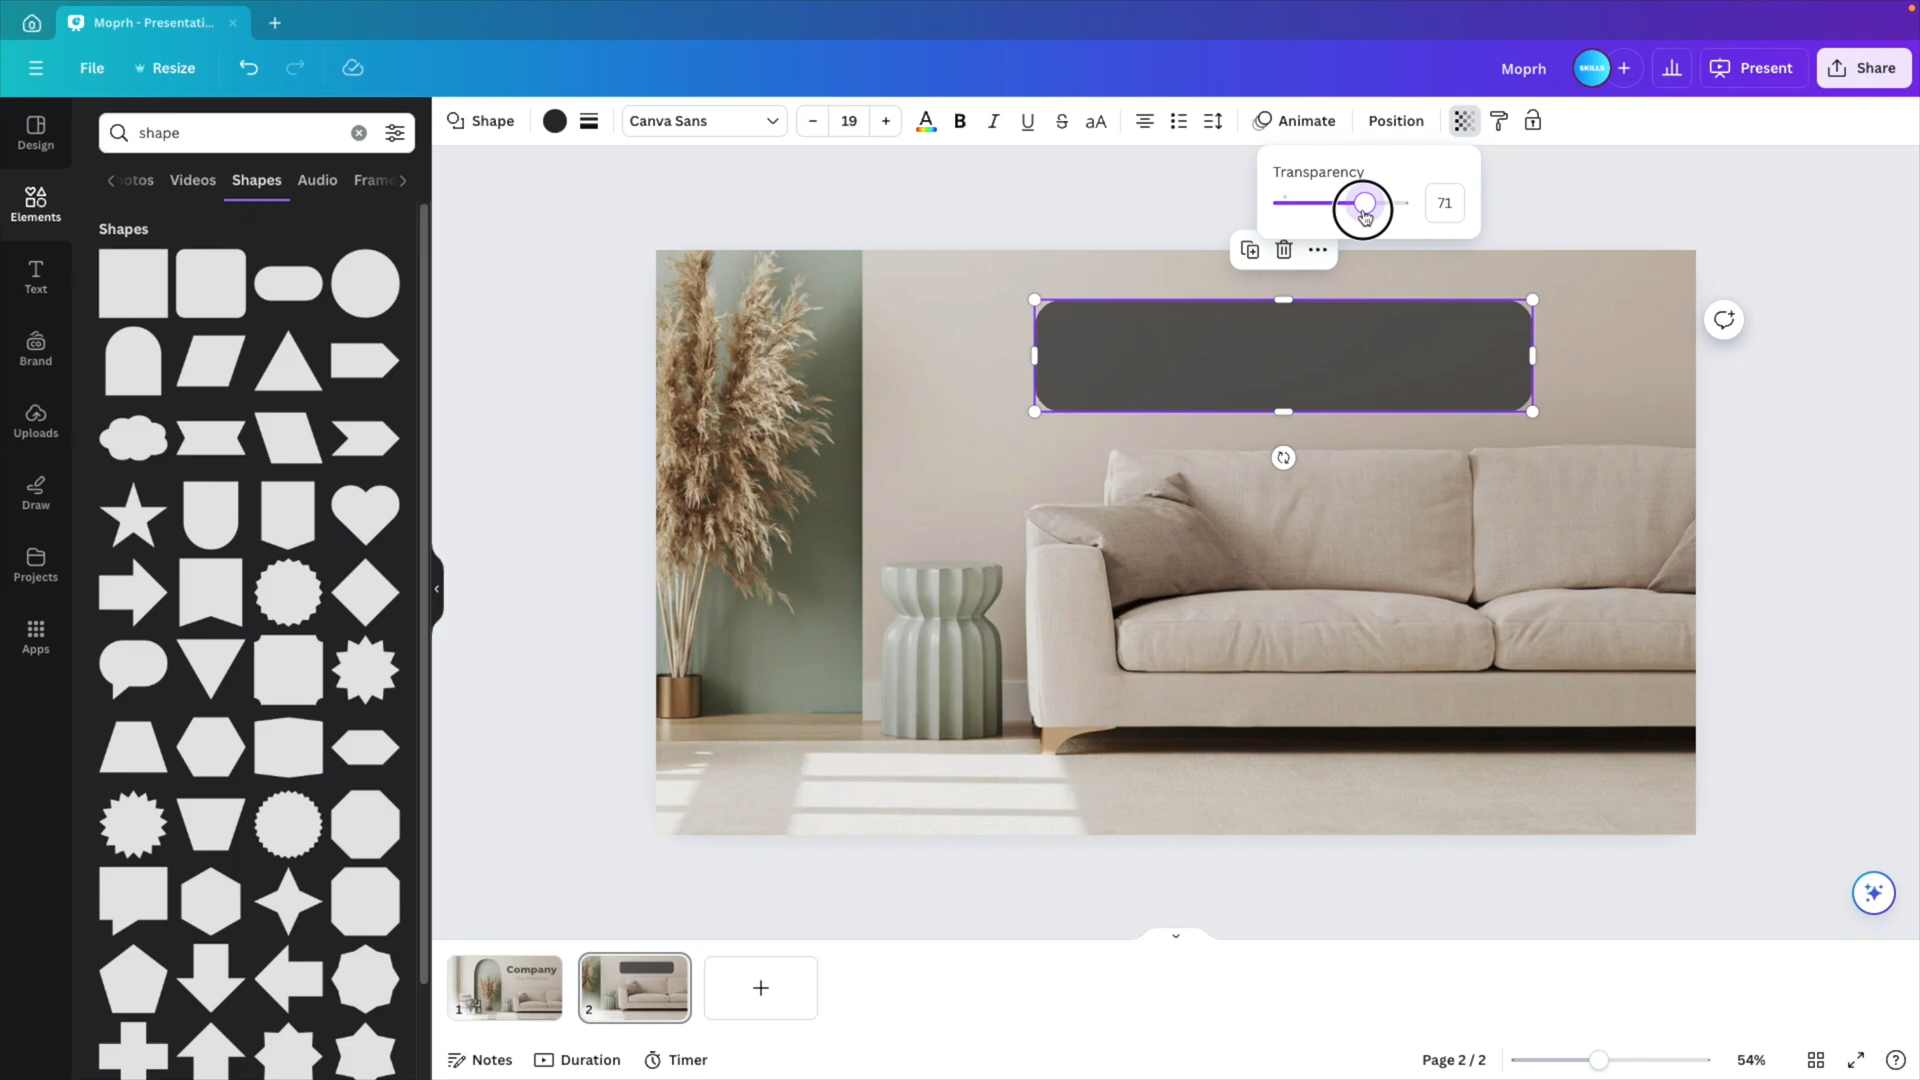 Moprh - Presentati...
File
Resize
Moprh
SKILLS
Present
Share
Design
Elements
Text
Brand
Uploads
Draw
Projects
Apps
shape
otos
Videos
Shapes
Audio
Frame
Shapes
Shape
Canva Sans
19
A
B
I
U
S
aA
Animate
Position
Transparency
71
Company
1
2
Notes
Duration
Timer
Page 2 / 2
54%